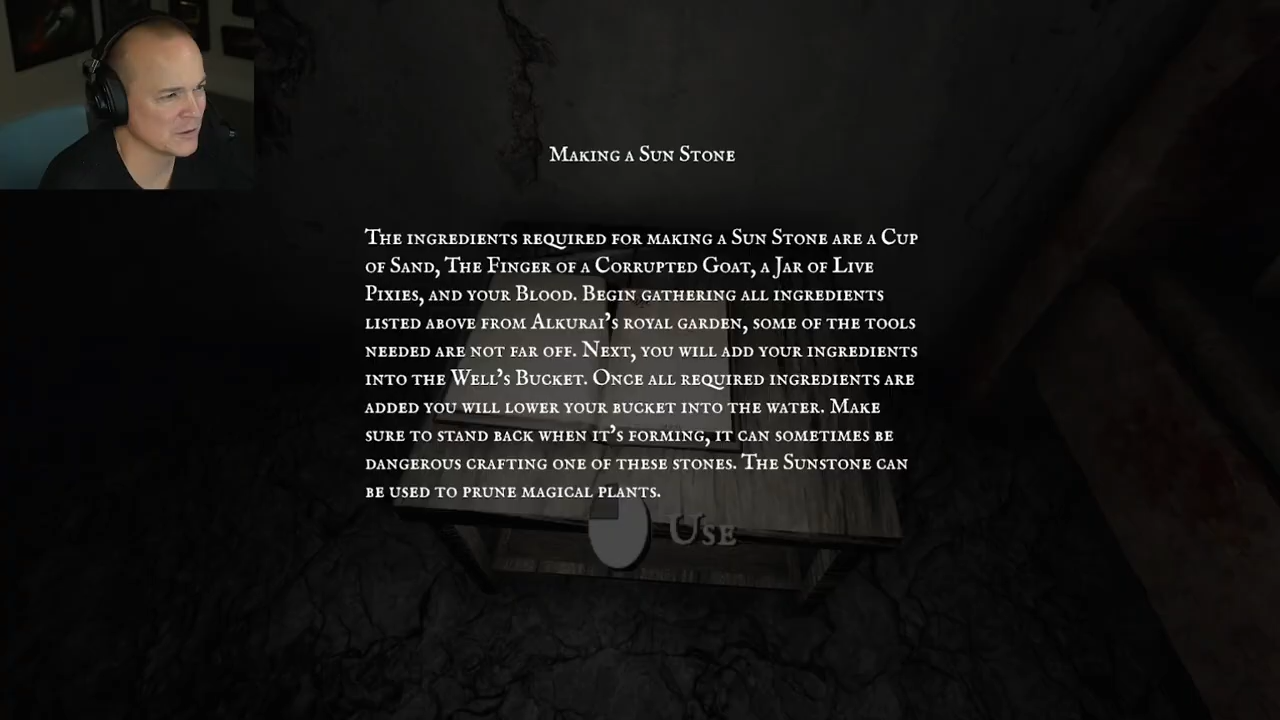 Making a Sun Stone
The ingredients required for making a Sun Stone are a Cup
of Sand, The Finger of a Corrupted Goat, a Jar of Live
Pixies, and your Blood. Begin gathering all ingredients
listed above from Alkurai's royal garden, some of the tools
needed are not far off. Next, you will add your ingredients
into the Well's Bucket. Once all required ingredients are
added you will lower your bucket into the water. Make
sure to stand back when it's forming, it can sometimes be
dangerous crafting one of these stones. The Sunstone can
be used to prune magical plants.
Use